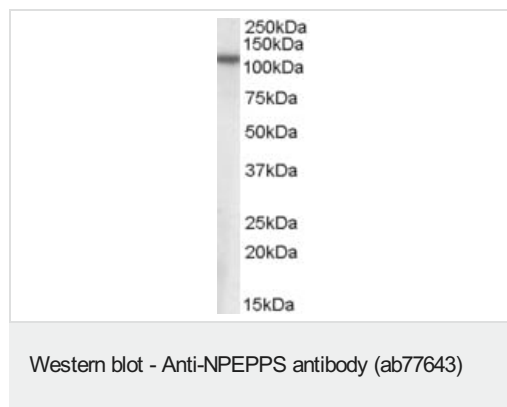 250kDa
150kDa
100kDa
75kDa
50kDa
37kDa
25kDa
20kDa
15kDa
Western blot - Anti-NPEPPS antibody (ab77643)